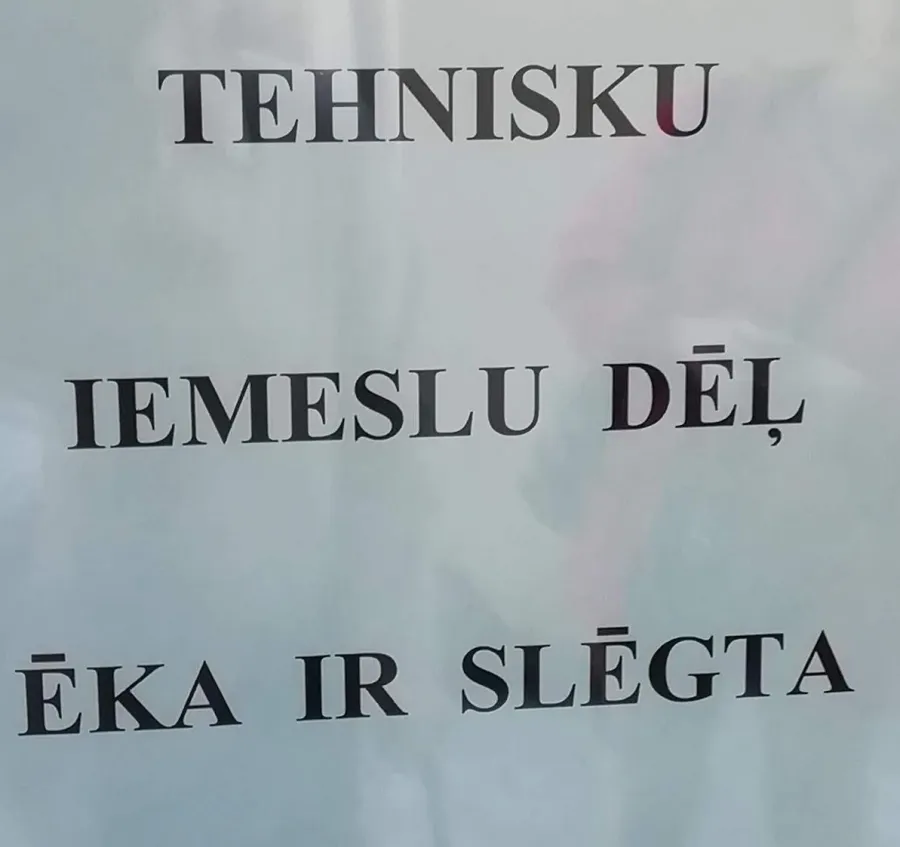 TEHNISKU
IEMESLU DĒĻ
ĒKA IR SLĒGTA